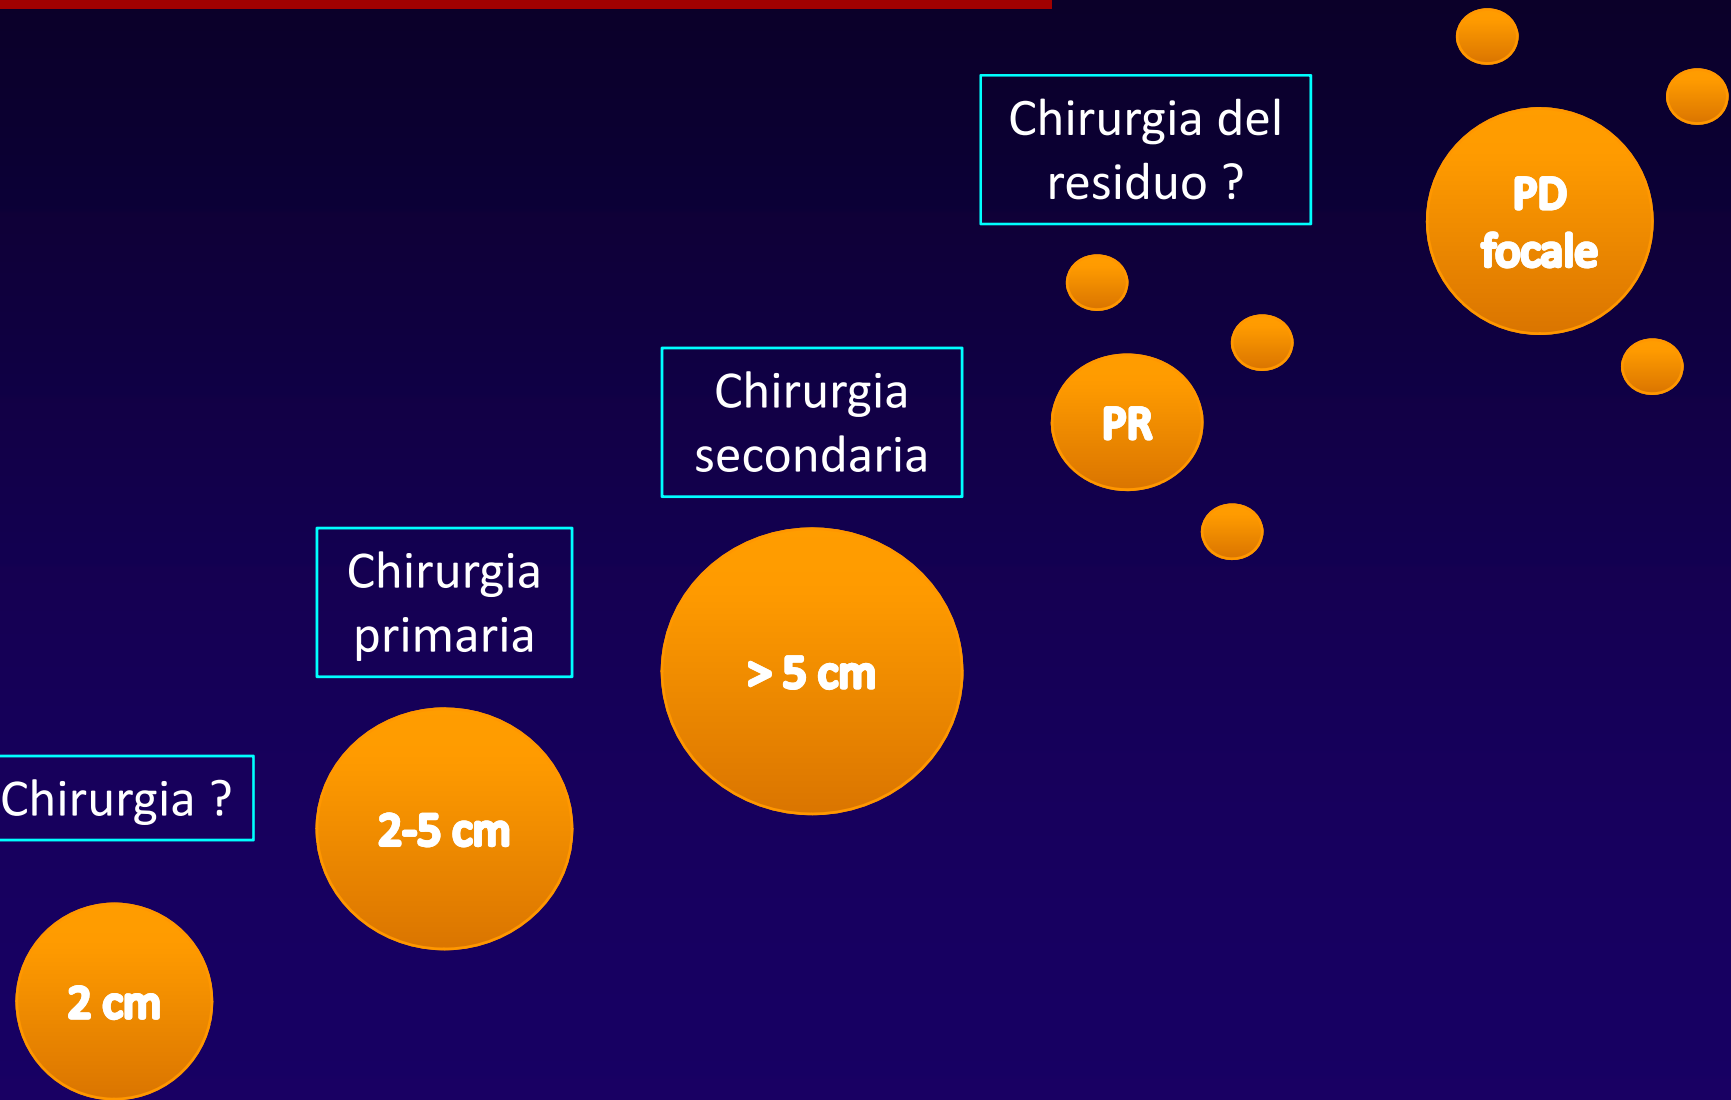 Chirurgia ?
2 cm
Chirurgia
primaria
2-5 cm
Chirurgia
secondaria
> 5 cm
Chirurgia del
residuo ?
PR
PD
focale